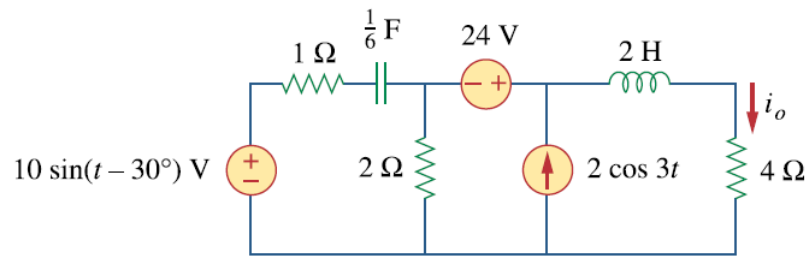 1 Ω
1/6 F
24 V
2 H
i_o
10 sin(t – 30°) V
+
–
2 Ω
– +
2 cos 3t
4 Ω